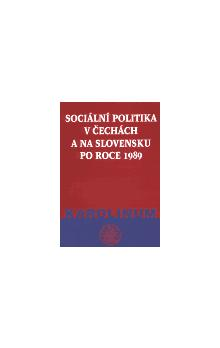 SOCIÁLNÍ POLITIKA
V ČECHÁCH
A NA SLOVENSKU
PO ROCE 1989
KAROLINUM